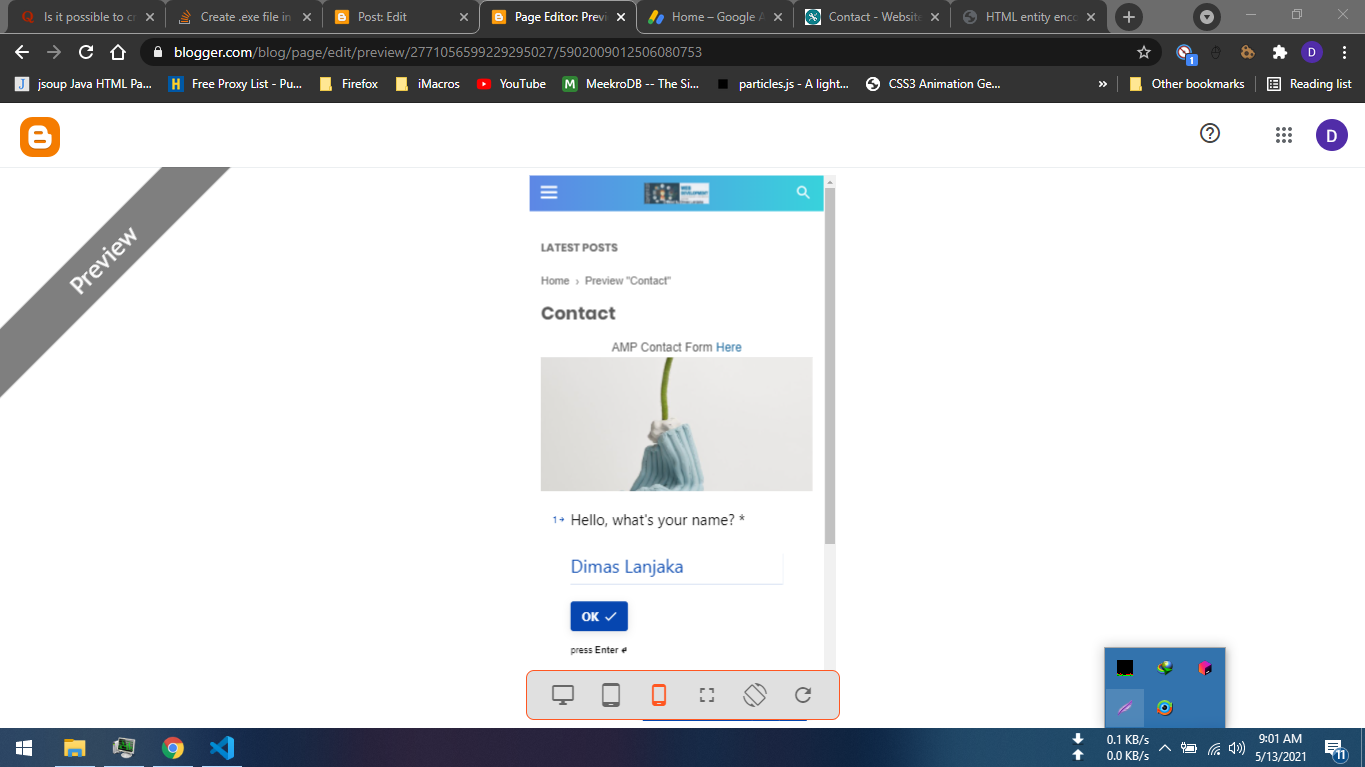 Is it possible to cr
Create .exe file in
Post: Edit
Page Editor: Previ
Home – Google A
Contact - Website
HTML entity enco
blogger.com/blog/page/edit/preview/2771056599229295027/5902009012506080753
D
1
jsoup Java HTML Pa...
Free Proxy List - Pu...
Firefox
iMacros
YouTube
MeekroDB -- The Si...
particles.js - A light...
CSS3 Animation Ge...
»
Other bookmarks
Reading list
D
Preview
LATEST POSTS
Home › Preview "Contact"
Contact
AMP Contact Form Here
1 Hello, what's your name? *
Dimas Lanjaka
OK
press Enter
0.1 KB/s
0.0 KB/s
9:01 AM
5/13/2021
11